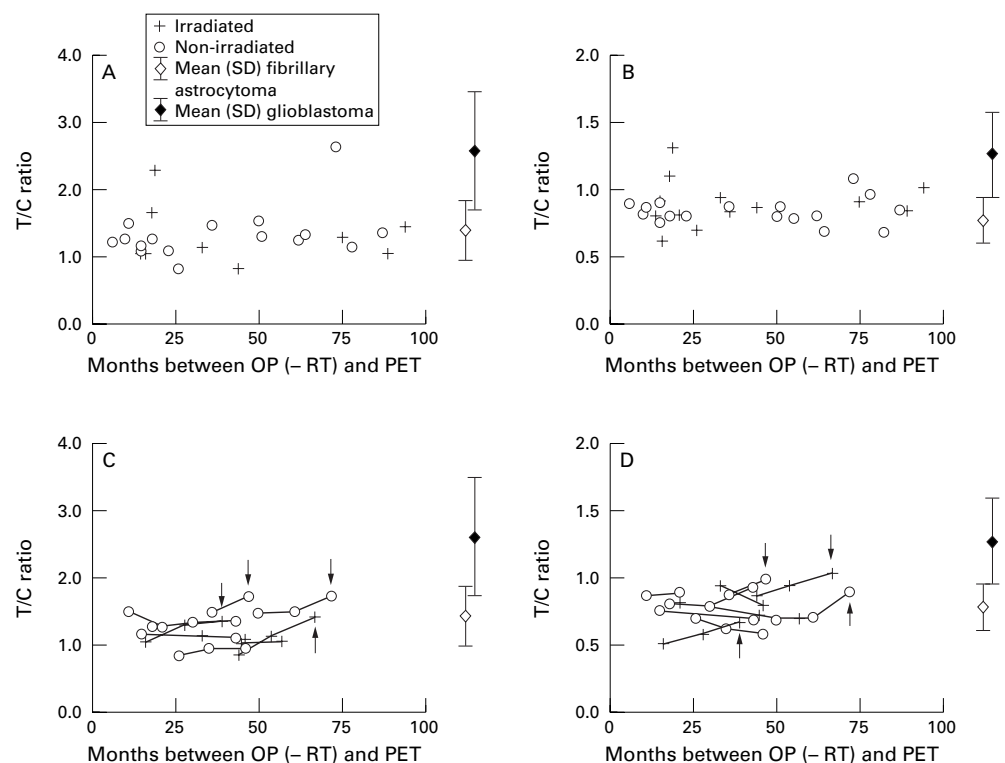 + Irradiated
Non-irradiated
Mean (SD) fibrillary
astrocytoma
Mean (SD) glioblastoma
A
4.0
3.0
2.0
1.0
0.0
T/C ratio
0 25 50 75 100
Months between OP (– RT) and PET
B
2.0
1.5
1.0
0.5
0.0
T/C ratio
0 25 50 75 100
Months between OP (– RT) and PET
C
4.0
3.0
2.0
1.0
0.0
T/C ratio
0 25 50 75 100
Months between OP (– RT) and PET
D
2.0
1.5
1.0
0.5
0.0
T/C ratio
0 25 50 75 100
Months between OP (– RT) and PET